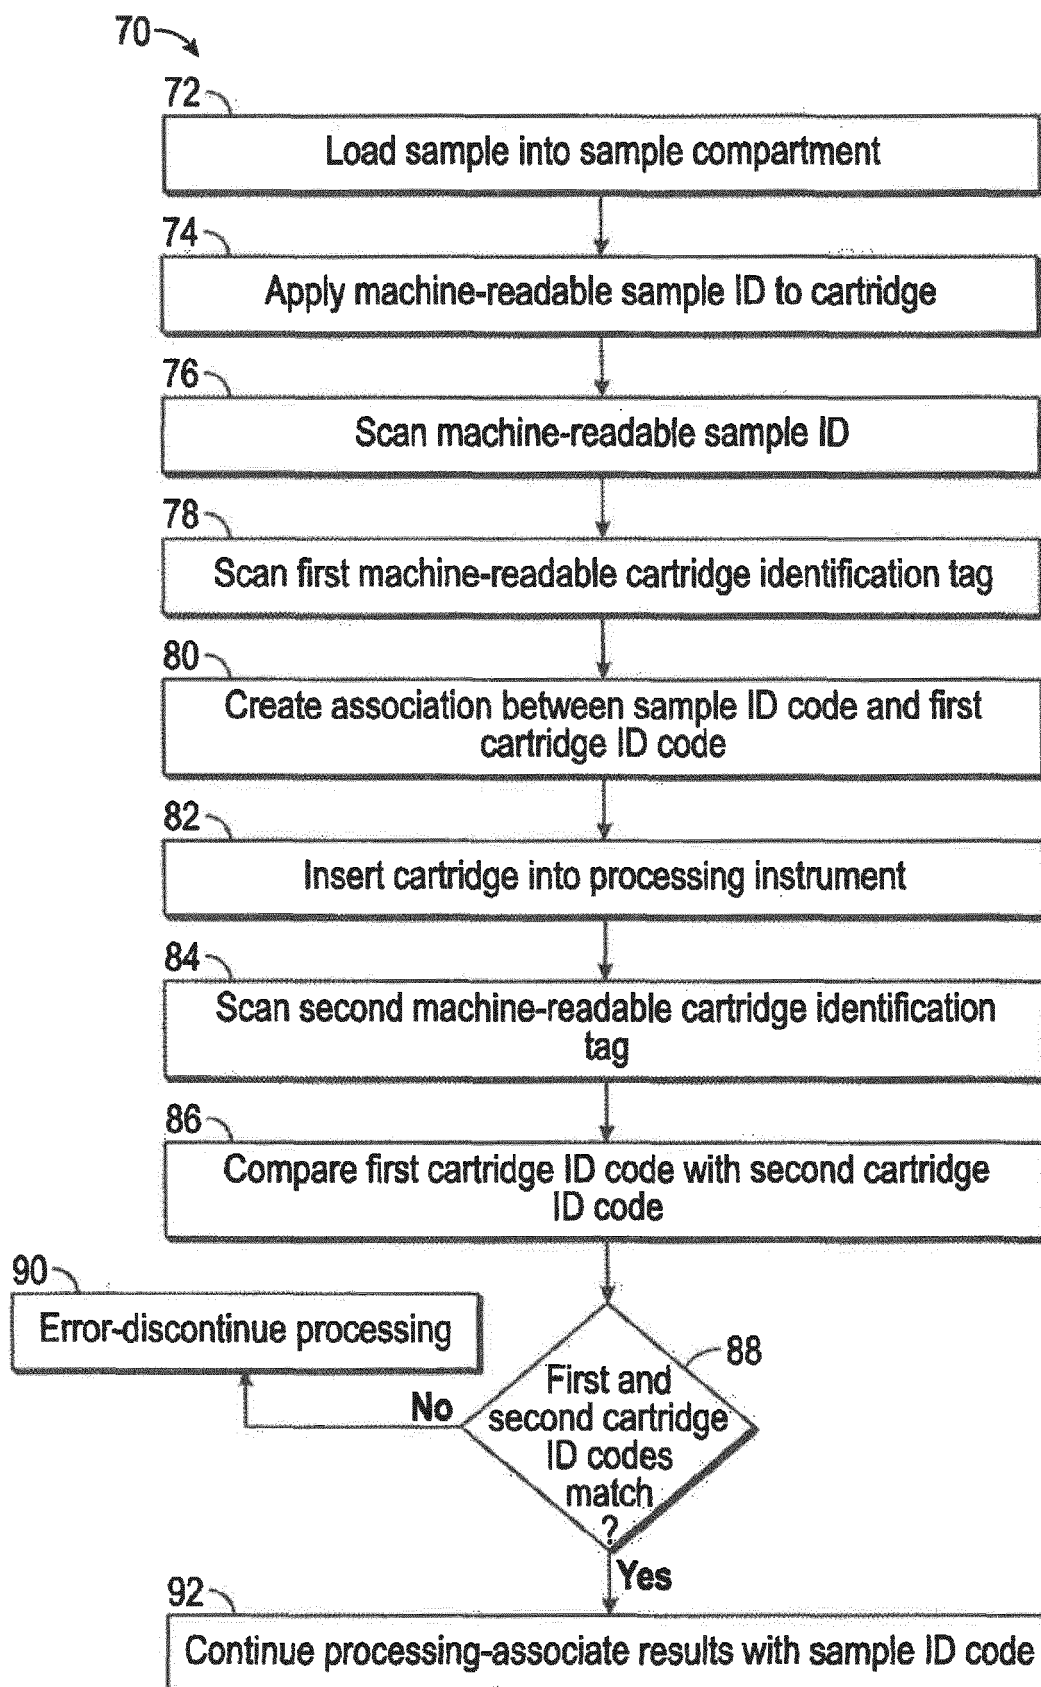 70
72
Load sample into sample compartment
74
Apply machine-readable sample ID to cartridge
76
Scan machine-readable sample ID
78
Scan first machine-readable cartridge identification tag
80
Create association between sample ID code and first
cartridge ID code
82
Insert cartridge into processing instrument
84
Scan second machine-readable cartridge identification
tag
86
Compare first cartridge ID code with second cartridge
ID code
90
Error-discontinue processing
88
First and
second cartridge
ID codes
match
?
No
Yes
92
Continue processing-associate results with sample ID code